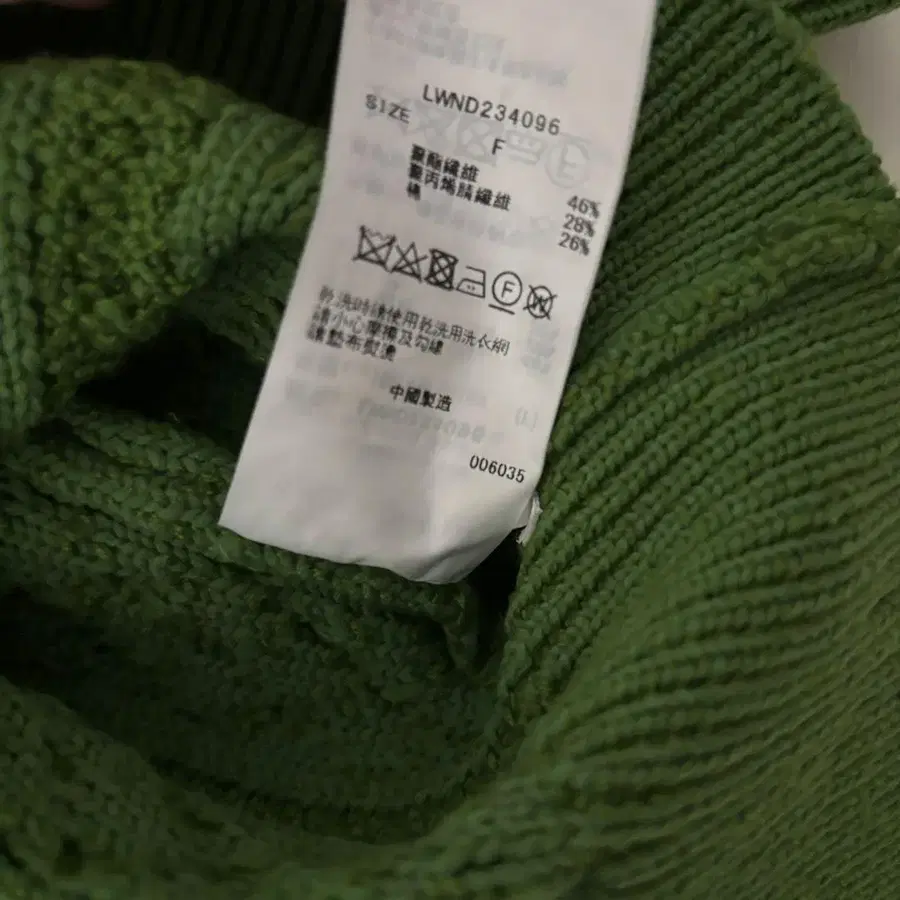 LWND234096
SIZE
F
聚酯纖維 46%
聚丙烯腈纖維 28%
棉 26%
F
W
乾洗時請使用乾洗用洗衣網
請小心摩擦及勾線
請墊布熨燙
中國製造
006035